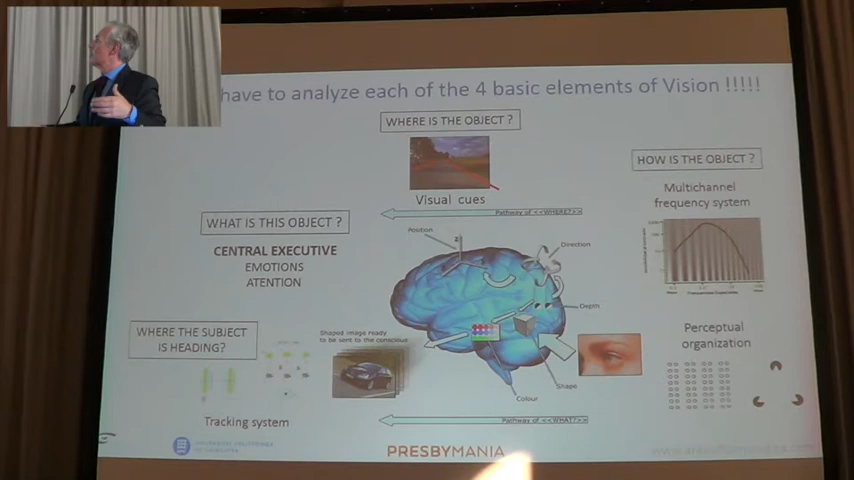 have to analyze each of the 4 basic elements of Vision !!!!!
WHERE IS THE OBJECT ?
HOW IS THE OBJECT ?
Visual cues
Multichannel
frequency system
Pathway of <<WHERE?>>
WHAT IS THIS OBJECT ?
CENTRAL EXECUTIVE
EMOTIONS
ATTENTION
Position
Z
Direction
Depth
WHERE THE SUBJECT
IS HEADING?
Shaped image ready
to be sent to the conscious
Perceptual
organization
Shape
Colour
Tracking system
Pathway of <<WHAT?>>
PRESBYMANIA